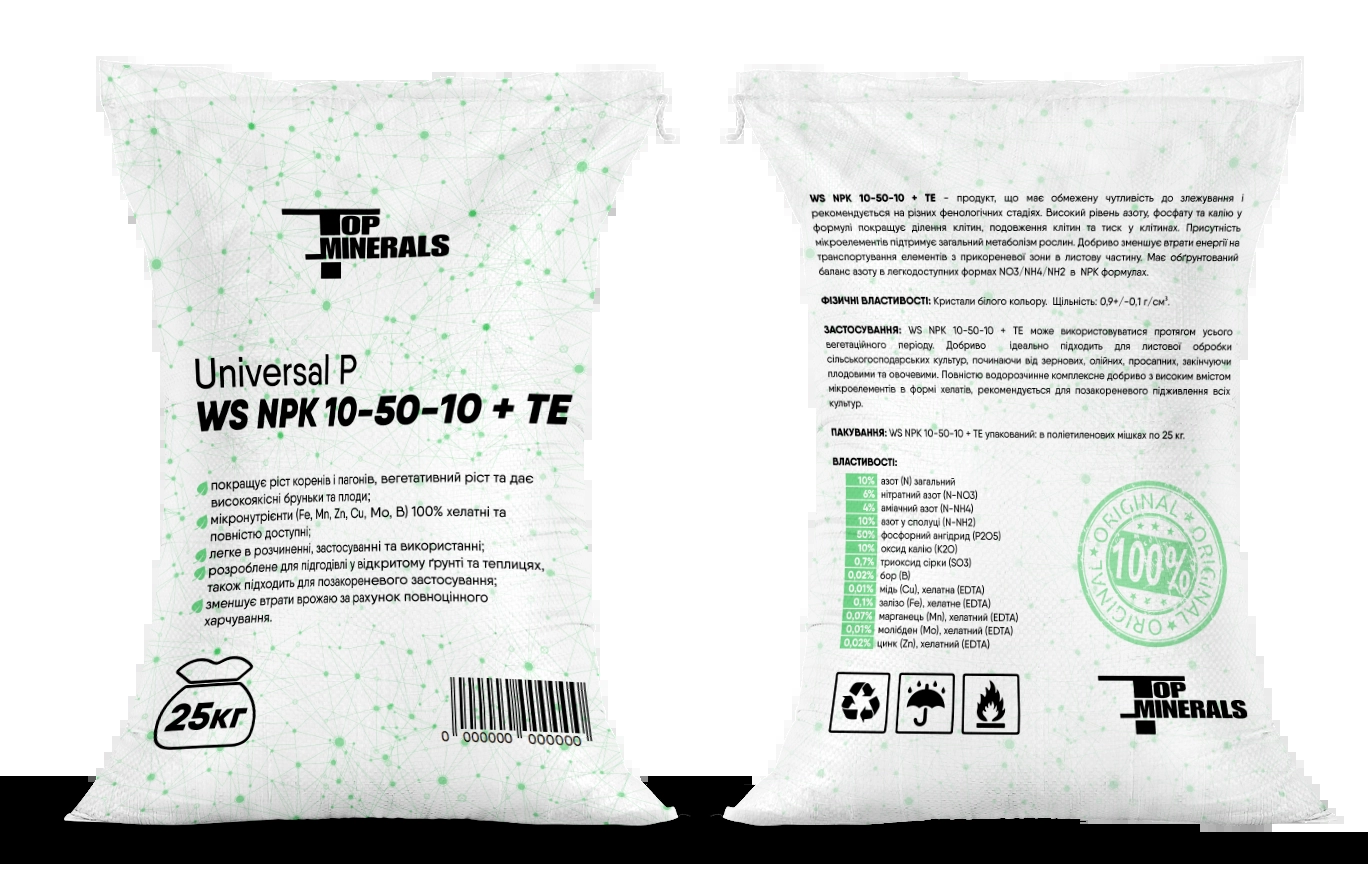 TOP
MINERALS
Universal P
WS NPK 10-50-10 + TE
покращує ріст коренів і пагонів, вегетативний ріст та дає
високоякісні бруньки та плоди;
мікронутрієнти (Fe, Mn, Zn, Cu, Mo, B) 100% хелатні та
повністю доступні;
легке в розчиненні, застосуванні та використанні;
розроблене для підгодівлі у відкритому ґрунті та теплицях,
також підходить для позакореневого застосування;
зменшує втрати врожаю за рахунок повноцінного
харчування.
25кг
0 000000 000000
WS NPK 10-50-10 + TE - продукт, що має обмежену чутливість до злежування і
рекомендується на різних фенологічних стадіях. Високий рівень азоту, фосфату та калію у
формулі покращує ділення клітин, подовження клітин та тиск у клітинах. Присутність
мікроелементів підтримує загальний метаболізм рослин. Добриво зменшує втрати енергії на
транспортування елементів з прикореневої зони в листову частину. Має обґрунтований
баланс азоту в легкодоступних формах NO3/NH4/NH2 в NPK формулах.
ФІЗИЧНІ ВЛАСТИВОСТІ: Кристали білого кольору. Щільність: 0,9+/-0,1 г/см³.
ЗАСТОСУВАННЯ: WS NPK 10-50-10 + TE може використовуватися протягом усього
вегетаційного періоду. Добриво ідеально підходить для листової обробки
сільськогосподарських культур, починаючи від зернових, олійних, просапних, закінчуючи
плодовими та овочевими. Повністю водорозчинне комплексне добриво з високим вмістом
мікроелементів в формі хелатів, рекомендується для позакореневого підживлення всіх
культур.
ПАКУВАННЯ: WS NPK 10-50-10 + TE упакований: в поліетиленових мішках по 25 кг.
ВЛАСТИВОСТІ:
10% азот (N) загальний
6% нітратний азот (N-NO3)
4% аміачний азот (N-NH4)
10% азот у сполуці (N-NH2)
50% фосфорний ангідрид (P2O5)
10% оксид калію (K2O)
0,7% триоксид сірки (SO3)
0,02% бор (B)
0,01% мідь (Cu), хелатна (EDTA)
0,1% залізо (Fe), хелатне (EDTA)
0,07% марганець (Mn), хелатний (EDTA)
0,01% молібден (Mo), хелатний (EDTA)
0,02% цинк (Zn), хелатний (EDTA)
ORIGINAL ORIGINAL ORIGINAL ORIGINAL
100%
TOP
MINERALS